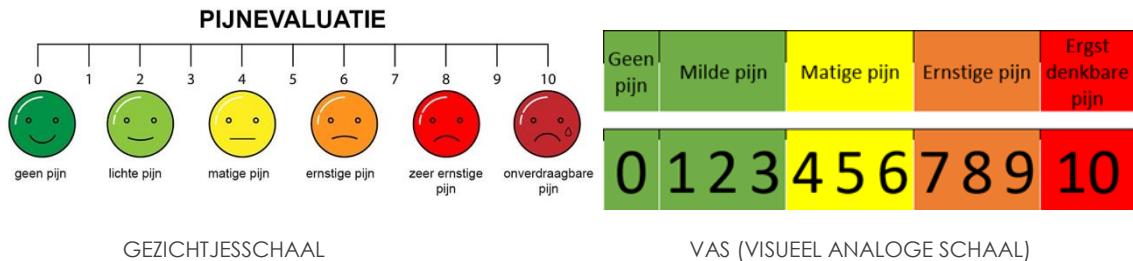 PIJNEVALUATIE
0 1 2 3 4 5 6 7 8 9 10
geen pijn
lichte pijn
matige pijn
ernstige pijn
zeer ernstige
pijn
onverdraagbare
pijn
GEZICHTJESSCHAAL
Geen
pijn
Milde pijn
Matige pijn
Ernstige pijn
Ergst
denkbare
pijn
0 1 2 3 4 5 6 7 8 9 10
VAS (VISUEEL ANALOGE SCHAAL)